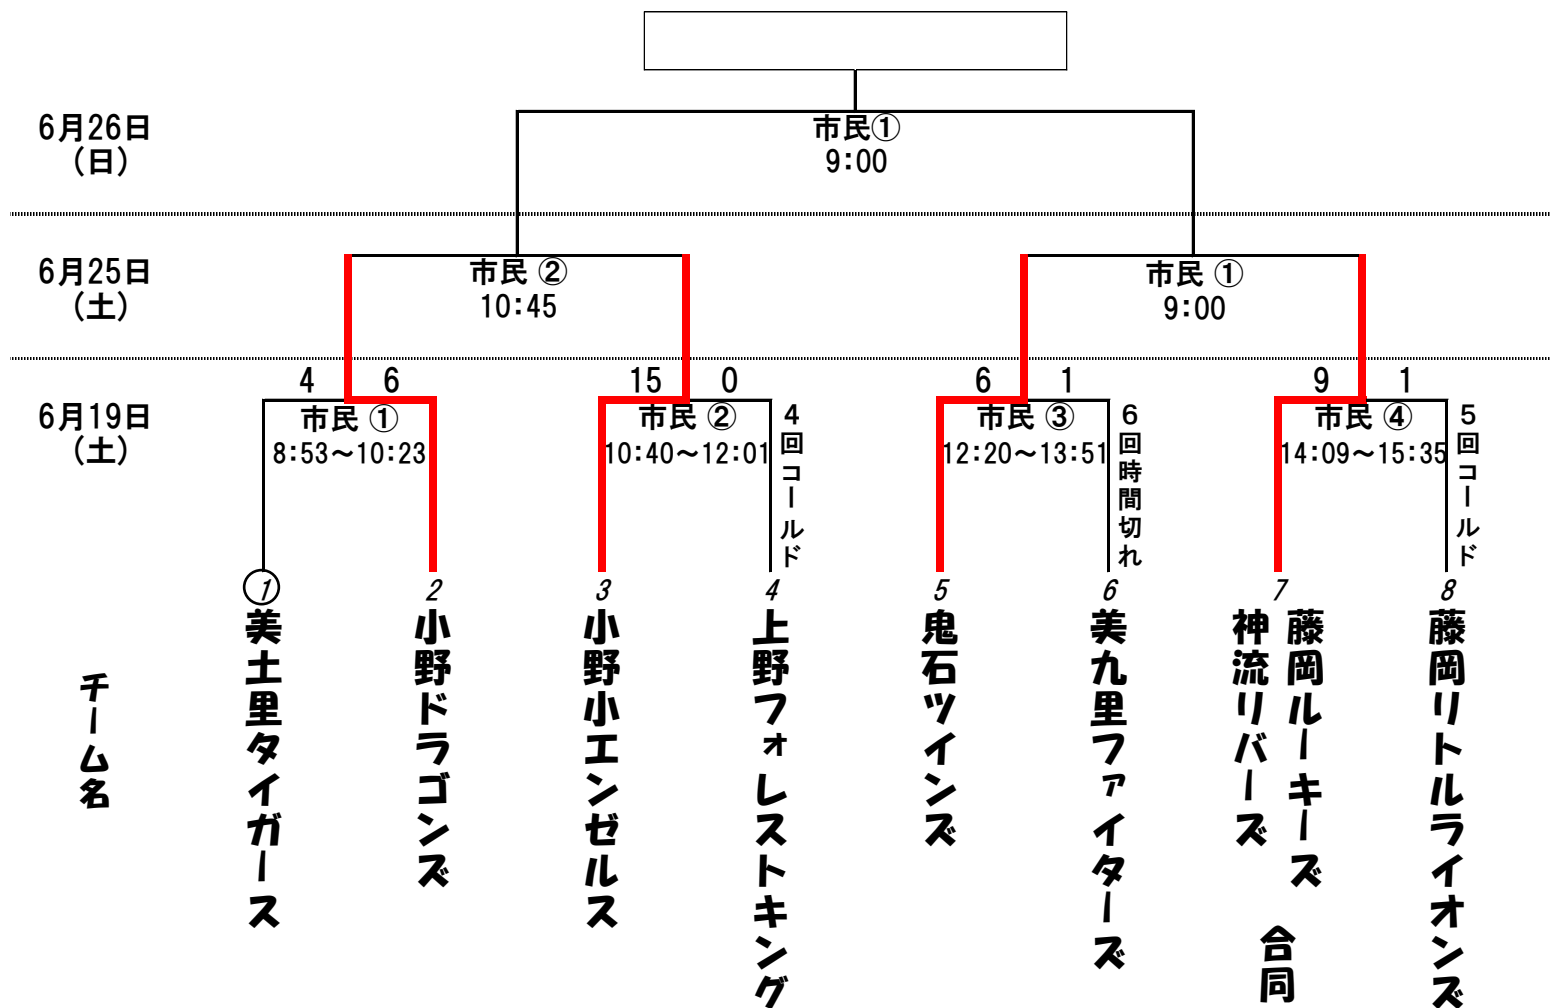 6月26日
(日)
市民①
9:00
6月25日
(土)
市民 ②
10:45
市民 ①
9:00
6月19日
(土)
4 6
市民 ①
8:53～10:23
15 0
市民 ②
10:40～12:01
4回コールド
6 1
市民 ③
12:20～13:51
6回時間切れ
9 1
市民 ④
14:09～15:35
5回コールド
チーム名
1
美土里タイガース
2
小野ドラゴンズ
3
小野小エンゼルス
4
上野フォレストキング
5
鬼石ツインズ
6
美九里ファイターズ
7
藤岡ルーキーズ
神流リバーズ
合同
8
藤岡リトルライオンズ